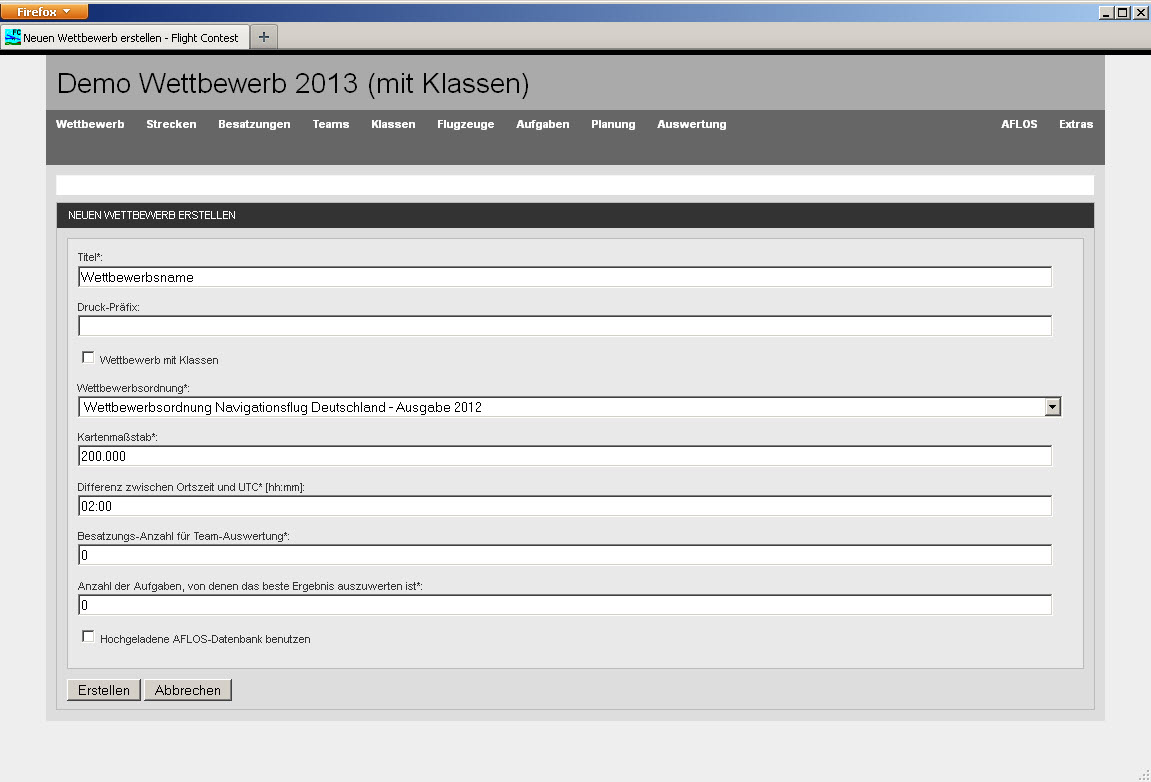 Firefox
Neuen Wettbewerb erstellen - Flight Contest
Demo Wettbewerb 2013 (mit Klassen)
Wettbewerb Strecken Besatzungen Teams Klassen Flugzeuge Aufgaben Planung Auswertung AFLOS Extras
NEUEN WETTBEWERB ERSTELLEN
Titel*:
Wettbewerbsname
Druck-Präfix:
Wettbewerb mit Klassen
Wettbewerbsordnung*:
Wettbewerbsordnung Navigationsflug Deutschland - Ausgabe 2012
Kartenmaßstab*:
200.000
Differenz zwischen Ortszeit und UTC* [hh:mm]:
02:00
Besatzungs-Anzahl für Team-Auswertung*:
0
Anzahl der Aufgaben, von denen das beste Ergebnis auszuwerten ist*:
0
Hochgeladene AFLOS-Datenbank benutzen
Erstellen Abbrechen